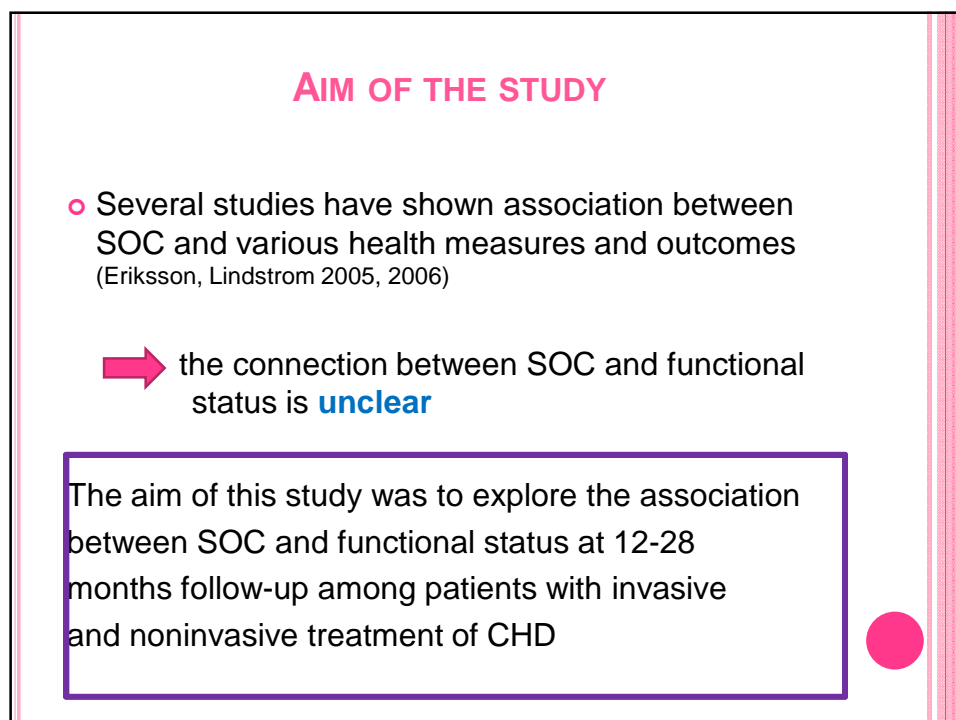 AIM OF THE STUDY
Several studies have shown association between
SOC and various health measures and outcomes
(Eriksson, Lindstrom 2005, 2006)
the connection between SOC and functional
status is unclear
The aim of this study was to explore the association
between SOC and functional status at 12-28
months follow-up among patients with invasive
and noninvasive treatment of CHD